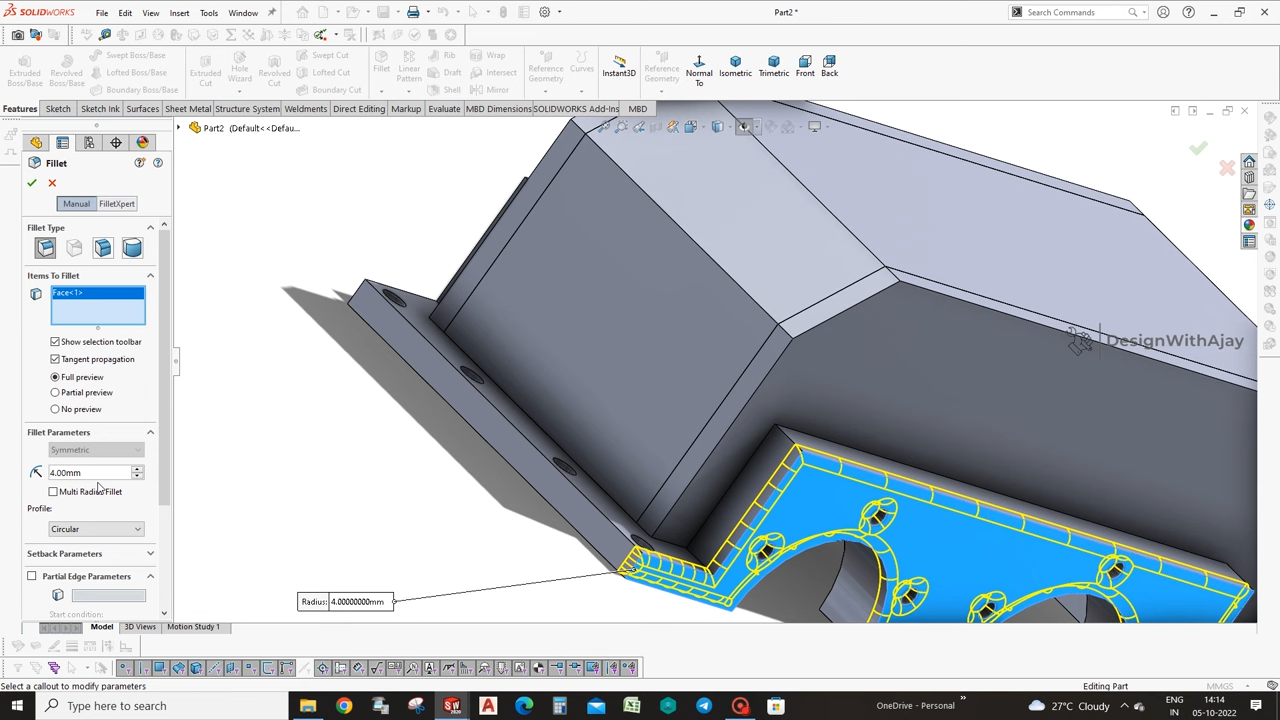 SOLIDWORKS File Edit View Insert Tools Window Part2 * Search Commands
Extruded Boss/Base
Revolved Boss/Base
Swept Boss/Base
Lofted Boss/Base
Boundary Boss/Base
Extruded Cut
Hole Wizard
Revolved Cut
Swept Cut
Lofted Cut
Boundary Cut
Fillet
Linear Pattern
Rib
Draft
Shell
Wrap
Intersect
Mirror
Reference Geometry
Curves
Instant3D
Reference Geometry
Normal To
Isometric
Trimetric
Front
Back
Features Sketch Sketch Ink Surfaces Sheet Metal Structure System Weldments Direct Editing Markup Evaluate MBD Dimensions SOLIDWORKS Add-Ins MBD
Part2 (Default<<Defau...
Fillet
Manual FilletXpert
Fillet Type
Items To Fillet
Face<1>
Show selection toolbar
Tangent propagation
Full preview
Partial preview
No preview
Fillet Parameters
Symmetric
4.00mm
Multi Radius Fillet
Profile:
Circular
Setback Parameters
Partial Edge Parameters
Start condition:
Radius: 4.00000000mm
DesignWithAjay
Model 3D Views Motion Study 1
Select a callout to modify parameters Editing Part MMGS
Type here to search
OneDrive - Personal
27°C Cloudy
ENG
IN
14:14
05-10-2022